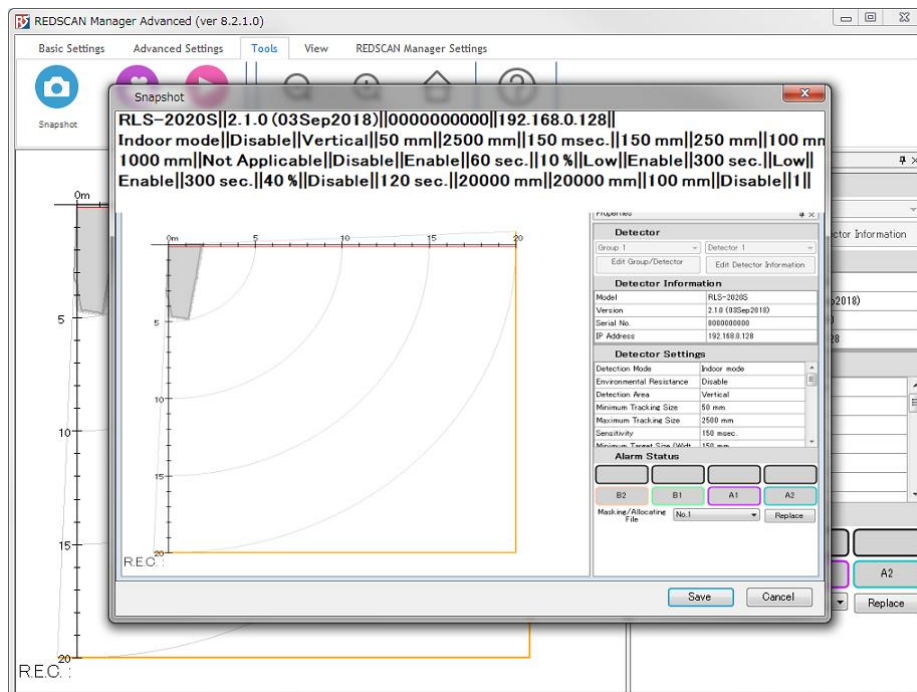 REDSCAN Manager Advanced (ver 8.2.1.0)
Basic Settings Advanced Settings Tools View REDSCAN Manager Settings
Snapshot
Snapshot
RLS-2020S||2.1.0 (03Sep2018)||0000000000||192.168.0.128||
Indoor mode||Disable||Vertical||50 mm||2500 mm||150 msec.||150 mm||250 mm||100 mm
1000 mm||Not Applicable||Disable||Enable||60 sec.||10 %||Low||Enable||300 sec.||Low||
Enable||300 sec.||40 %||Disable||120 sec.||20000 mm||20000 mm||100 mm||Disable||1||
0m 5 10 15 20
5
10
15
20
R.E.C. :
Properties
Detector
Group 1 Detector 1
Edit Group/Detector Edit Detector Information
Detector Information
Model RLS-2020S
Version 2.1.0 (03Sep2018)
Serial No. 0000000000
IP Address 192.168.0.128
Detector Settings
Detection Mode Indoor mode
Environmental Resistance Disable
Detection Area Vertical
Minimum Tracking Size 50 mm
Maximum Tracking Size 2500 mm
Sensitivity 150 msec.
Minimum Target Size (Widt 150 mm
Alarm Status
B2 B1 A1 A2
Masking/Allocating File No.1 Replace
Save Cancel
0m
5
10
15
20
R.E.C. :
ctor Information
p2018)
28
A2
Replace